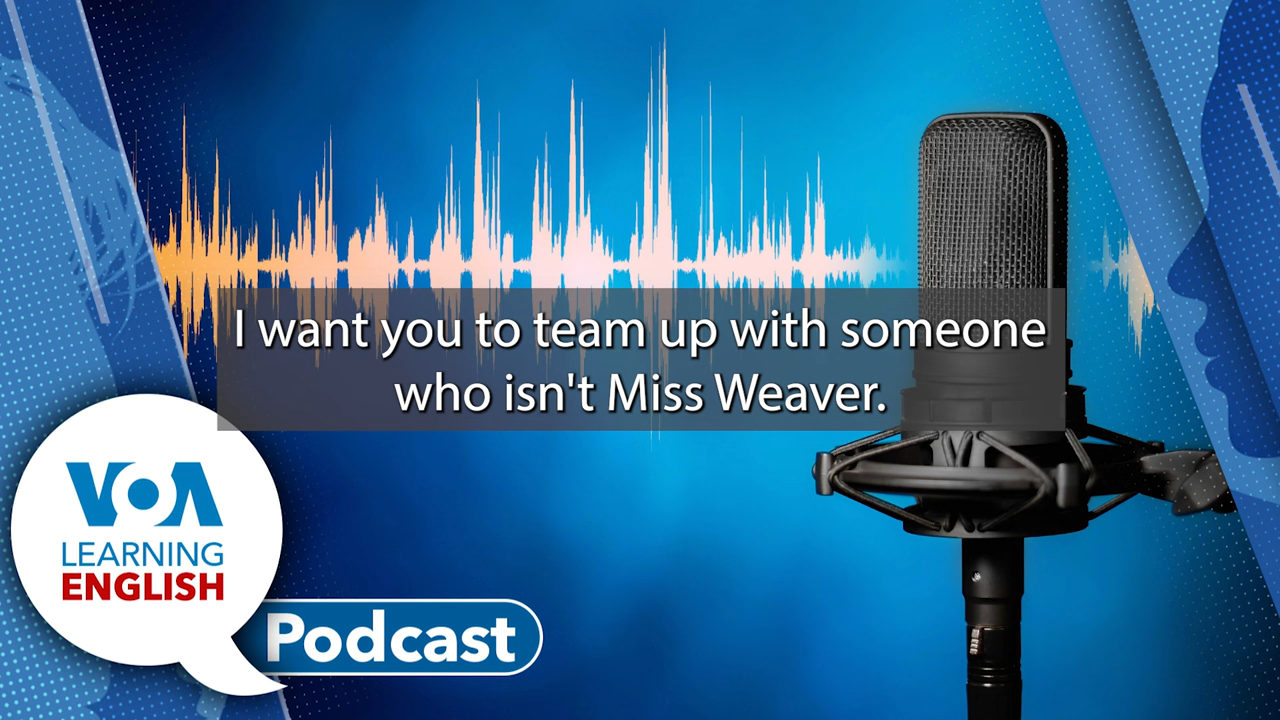 I want you to team up with someone
who isn't Miss Weaver.
VOA
LEARNING
ENGLISH
Podcast